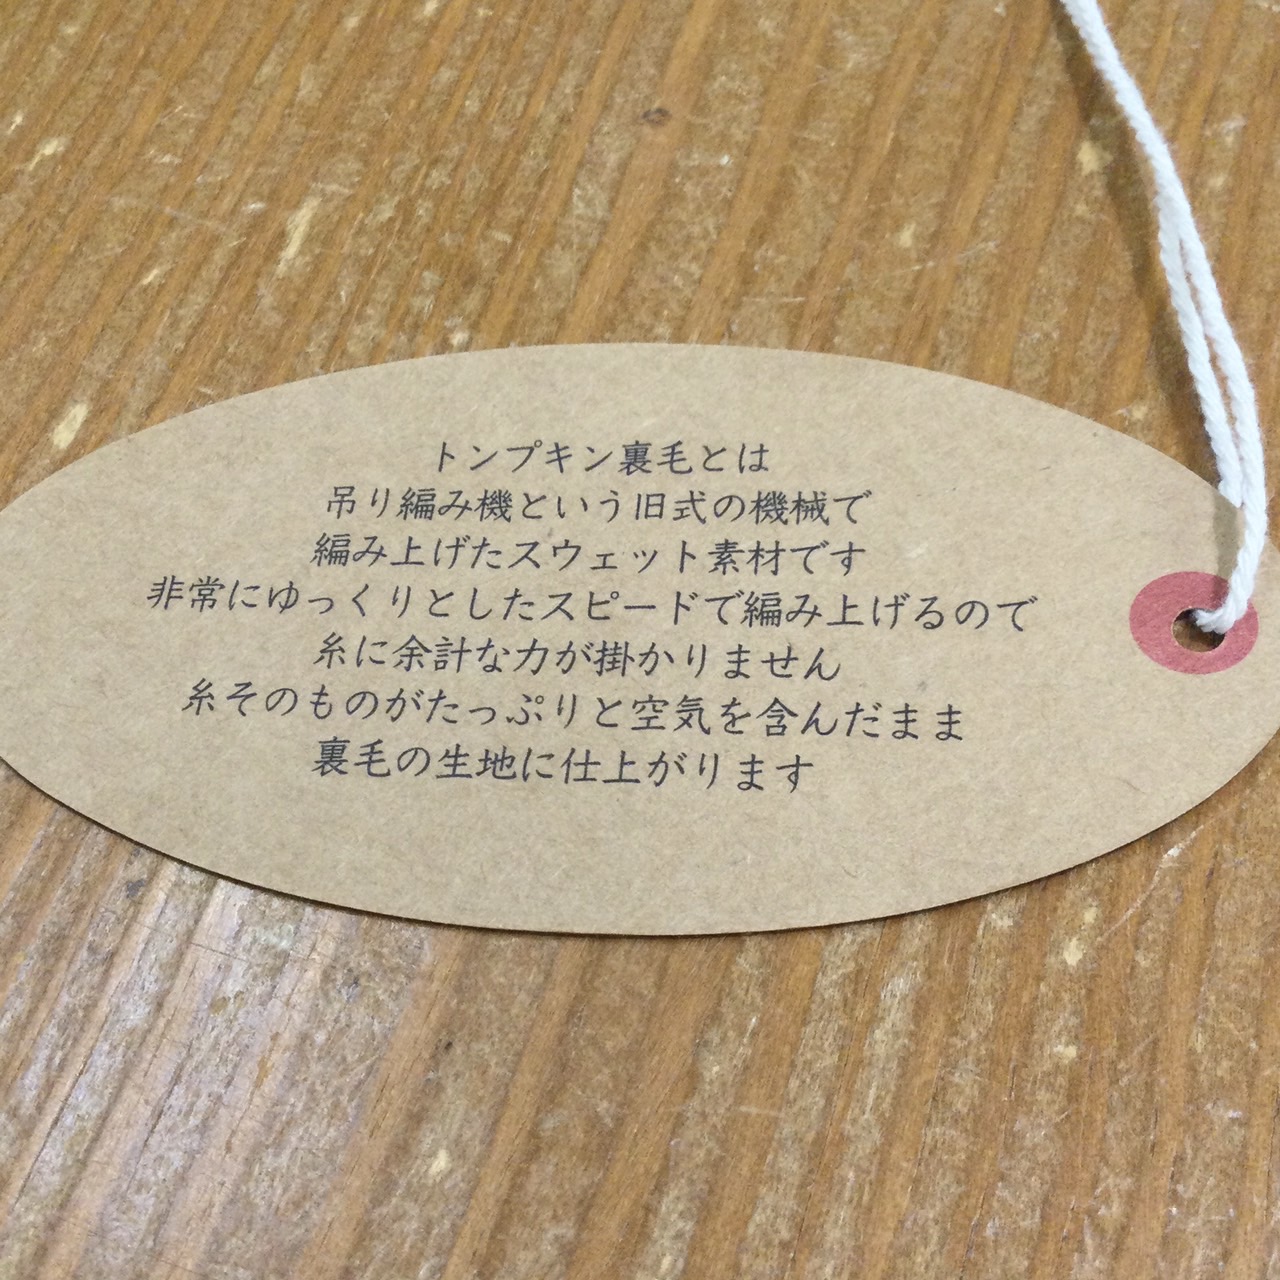 トンプキン裏毛とは
吊り編み機という旧式の機械で
編み上げたスウェット素材です
非常にゆっくりとしたスピードで編み上げるので
糸に余計な力が掛かりません
糸そのものがたっぷりと空気を含んだまま
裏毛の生地に仕上がります